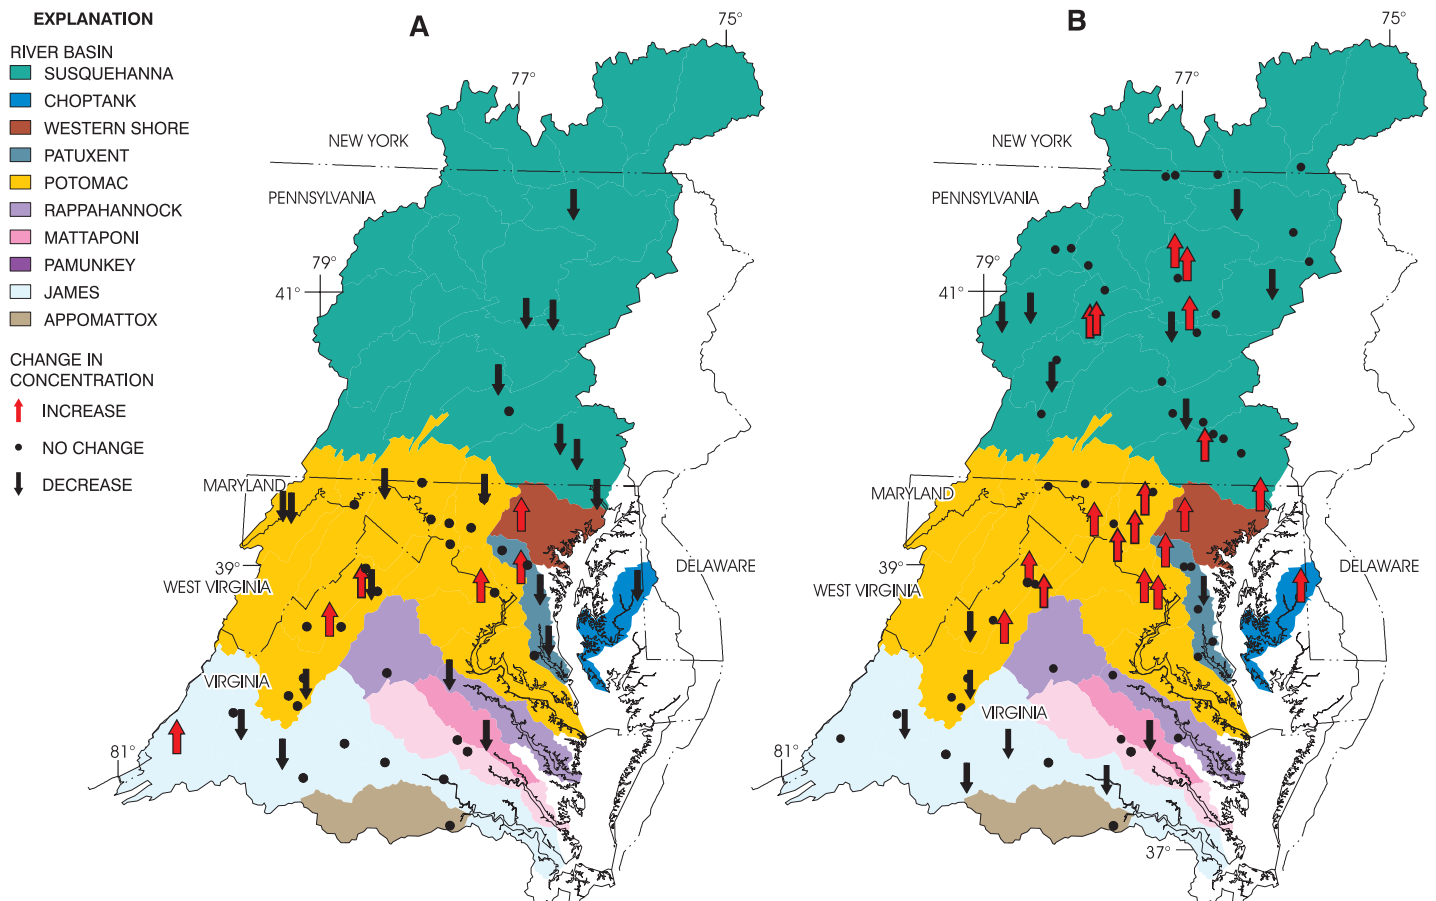 EXPLANATION
RIVER BASIN
SUSQUEHANNA
CHOPTANK
WESTERN SHORE
PATUXENT
POTOMAC
RAPPAHANNOCK
MATTAPONI
PAMUNKEY
JAMES
APPOMATTOX
CHANGE IN
CONCENTRATION
INCREASE
NO CHANGE
DECREASE
A
75°
77°
NEW YORK
PENNSYLVANIA
79°
41°
MARYLAND
39°
WEST VIRGINIA
DELAWARE
VIRGINIA
81°
B
75°
77°
NEW YORK
PENNSYLVANIA
79°
41°
MARYLAND
39°
WEST VIRGINIA
DELAWARE
VIRGINIA
81°
37°